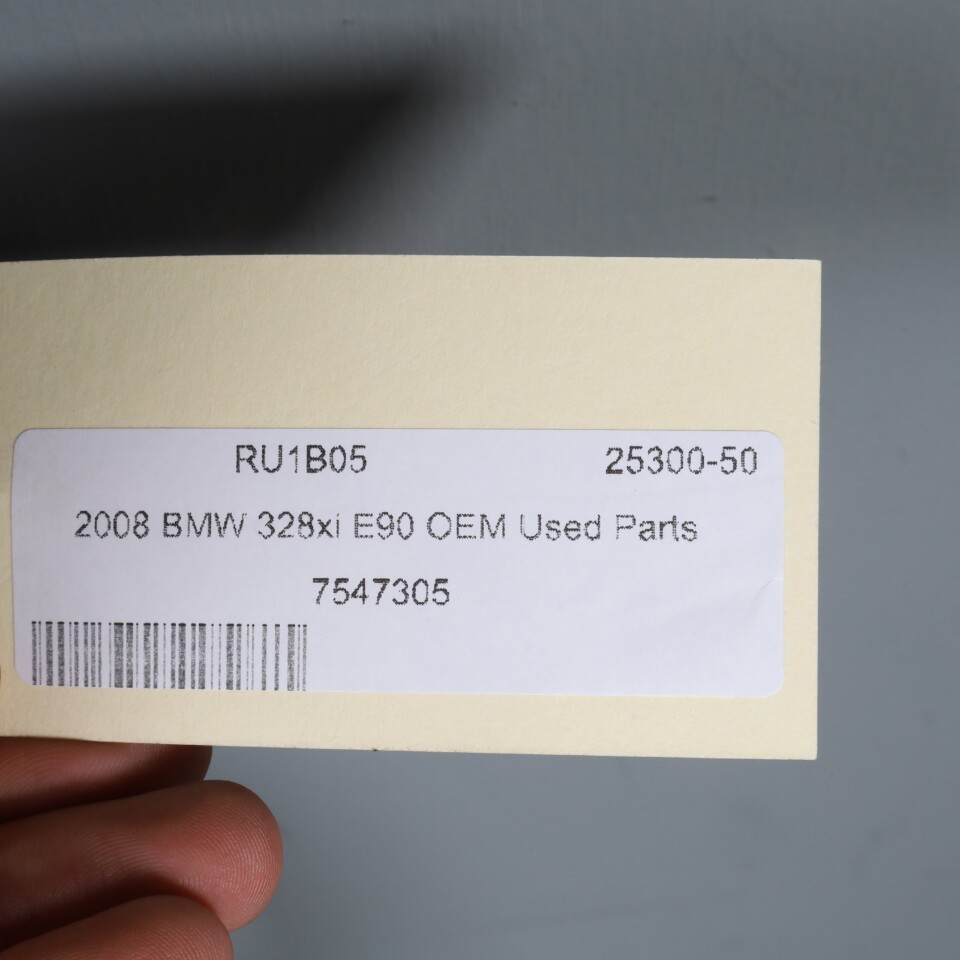 RU1B05 25300-50
2008 BMW 328xi E90 OEM Used Parts
7547305